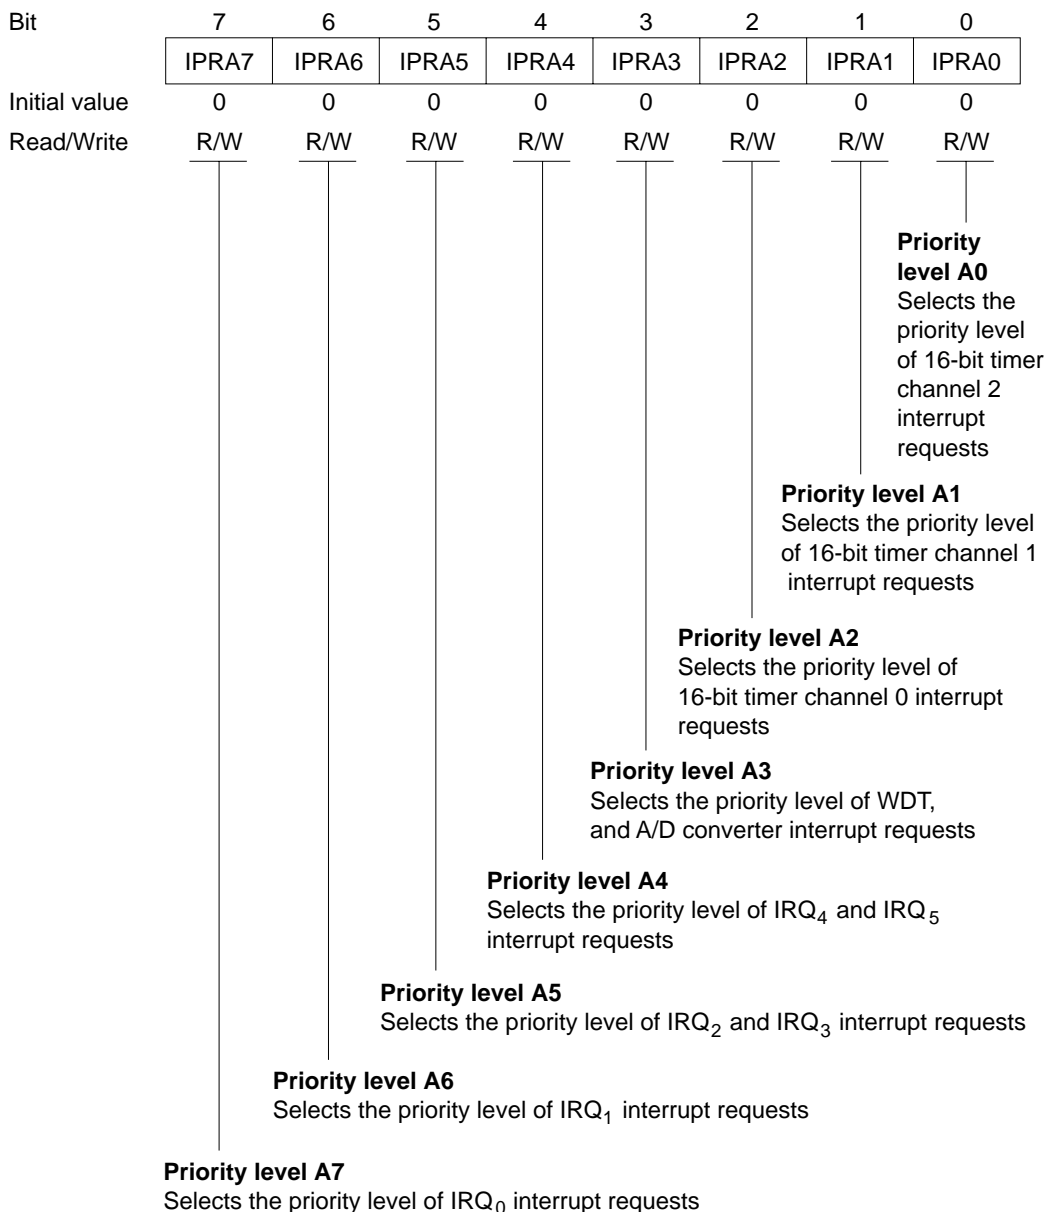 Bit 7 6 5 4 3 2 1 0
IPRA7 IPRA6 IPRA5 IPRA4 IPRA3 IPRA2 IPRA1 IPRA0
Initial value 0 0 0 0 0 0 0 0
Read/Write R/W R/W R/W R/W R/W R/W R/W R/W
Priority
level A0
Selects the
priority level
of 16-bit timer
channel 2
interrupt
requests
Priority level A1
Selects the priority level
of 16-bit timer channel 1
interrupt requests
Priority level A2
Selects the priority level of
16-bit timer channel 0 interrupt
requests
Priority level A3
Selects the priority level of WDT,
and A/D converter interrupt requests
Priority level A4
Selects the priority level of IRQ4 and IRQ5
interrupt requests
Priority level A5
Selects the priority level of IRQ2 and IRQ3 interrupt requests
Priority level A6
Selects the priority level of IRQ1 interrupt requests
Priority level A7
Selects the priority level of IRQ0 interrupt requests